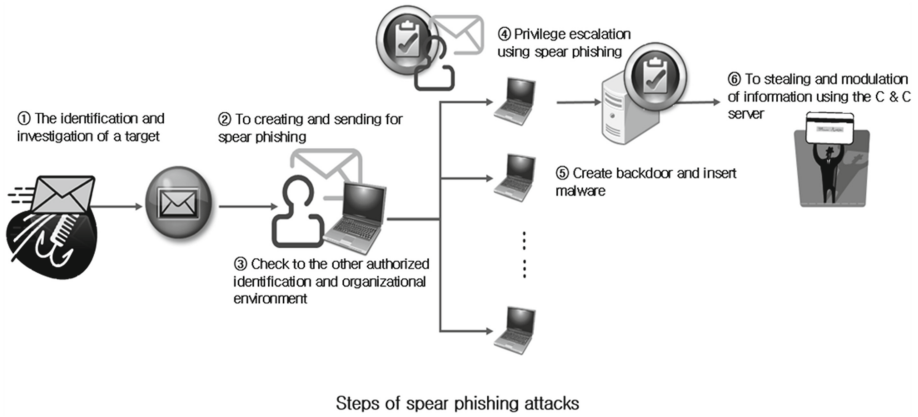 ① The identification and
investigation of a target
② To creating and sending for
spear phishing
③ Check to the other authorized
identification and organizational
environment
④ Privilege escalation
using spear phishing
⑤ Create backdoor and insert
malware
⑥ To stealing and modulation
of information using the C & C
server
Steps of spear phishing attacks